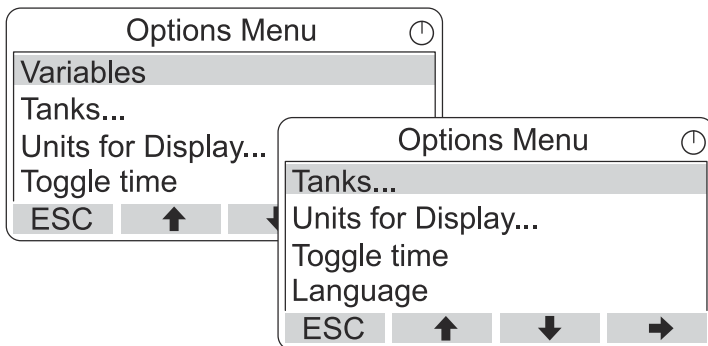 Options Menu
Variables
Tanks...
Units for Display...
Toggle time
ESC
Options Menu
Tanks...
Units for Display...
Toggle time
Language
ESC